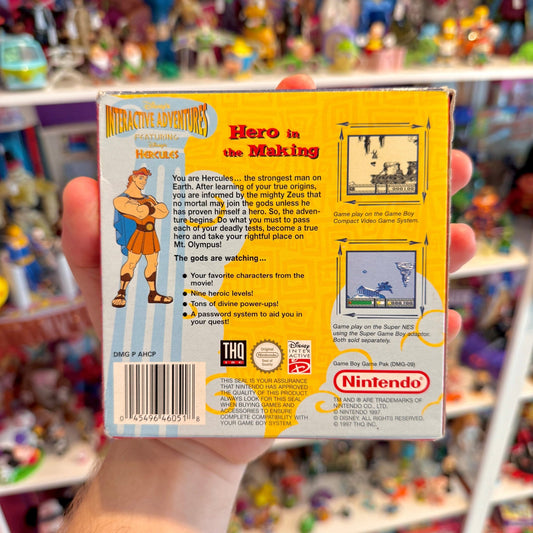 Disney's
INTERACTIVE ADVENTURES
FEATURING
Disney's
HERCULES
Hero in
the Making
You are Hercules... the strongest man on
Earth. After learning of your true origins,
you are informed by the mighty Zeus that
no mortal may join the gods unless he
has proven himself a hero. So, the adven-
ture begins. Do what you must to pass
each of your deadly tests, become a true
hero and take your rightful place on
Mt. Olympus!
The gods are watching...
• Your favorite characters from the
movie!
• Nine heroic levels!
• Tons of divine power-ups!
• A password system to aid you in
your quest!
Game play on the Game Boy
Compact Video Game System.
Game play on the Super NES
using the Super Game Boy adaptor.
Both sold separately.
DMG P AHCP
0 45496 46051 8
THQ
Original
Nintendo
Disney
INTER
ACTIVE
THIS SEAL IS YOUR ASSURANCE
THAT NINTENDO HAS APPROVED
THE QUALITY OF THIS PRODUCT.
ALWAYS LOOK FOR THIS SEAL
WHEN BUYING GAMES AND
ACCESSORIES TO ENSURE
COMPLETE COMPATIBILITY WITH
YOUR GAME BOY SYSTEM.
Game Boy Game Pak (DMG-09)
Nintendo
TM AND ® ARE TRADEMARKS OF
NINTENDO CO., LTD.
© NINTENDO 1997
© DISNEY. ALL RIGHTS RESERVED.
© 1997 THQ INC.